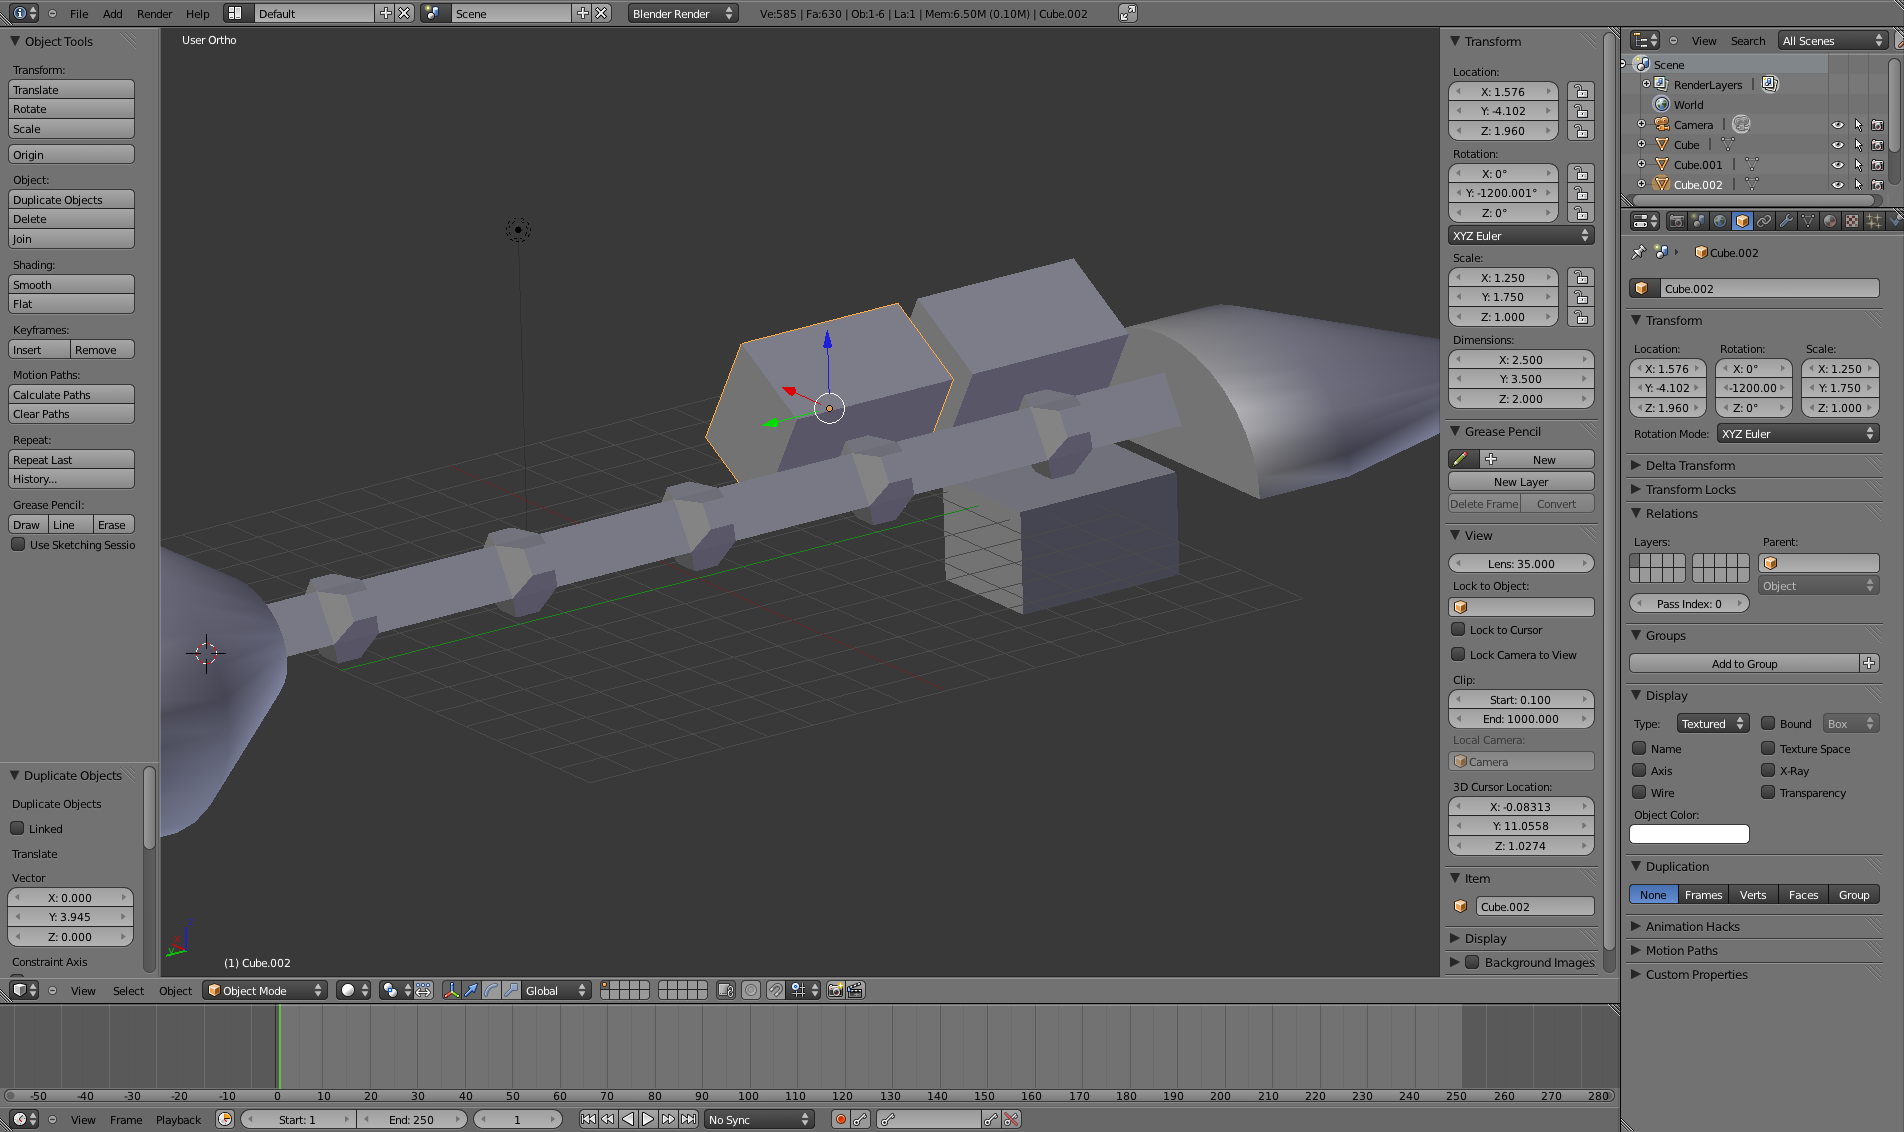 File Add Render Help Default Scene Blender Render Ve:585 | Fa:630 | Ob:1-6 | La:1 | Mem:6.50M (0.10M) | Cube.002
Object Tools
Transform:
Translate
Rotate
Scale
Origin
Object:
Duplicate Objects
Delete
Join
Shading:
Smooth
Flat
Keyframes:
Insert Remove
Motion Paths:
Calculate Paths
Clear Paths
Repeat:
Repeat Last
History...
Grease Pencil:
Draw Line Erase
Use Sketching Sessio
Duplicate Objects
Duplicate Objects
Linked
Translate
Vector
X: 0.000
Y: 3.945
Z: 0.000
Constraint Axis
User Ortho
(1) Cube.002
Transform
Location:
X: 1.576
Y: -4.102
Z: 1.960
Rotation:
X: 0°
Y: -1200.001°
Z: 0°
XYZ Euler
Scale:
X: 1.250
Y: 1.750
Z: 1.000
Dimensions:
X: 2.500
Y: 3.500
Z: 2.000
Grease Pencil
New
New Layer
Delete Frame Convert
View
Lens: 35.000
Lock to Object:
Lock to Cursor
Lock Camera to View
Clip:
Start: 0.100
End: 1000.000
Local Camera:
Camera
3D Cursor Location:
X: -0.08313
Y: 11.0558
Z: 1.0274
Item
Cube.002
Display
Background Images
View Search All Scenes
Scene
RenderLayers |
World
Camera |
Cube |
Cube.001 |
Cube.002 |
Cube.002
Cube.002
Transform
Location: Rotation: Scale:
X: 1.576 X: 0° X: 1.250
Y: -4.102 -1200.00 Y: 1.750
Z: 1.960 Z: 0° Z: 1.000
Rotation Mode: XYZ Euler
Delta Transform
Transform Locks
Relations
Layers: Parent:
Object
Pass Index: 0
Groups
Add to Group
Display
Type: Textured Bound Box
Name Texture Space
Axis X-Ray
Wire Transparency
Object Color:
Duplication
None Frames Verts Faces Group
Animation Hacks
Motion Paths
Custom Properties
View Select Object Object Mode Global
-50 -40 -30 -20 -10 0 10 20 30 40 50 60 70 80 90 100 110 120 130 140 150 160 170 180 190 200 210 220 230 240 250 260 270 280
View Frame Playback Start: 1 End: 250 1 No Sync